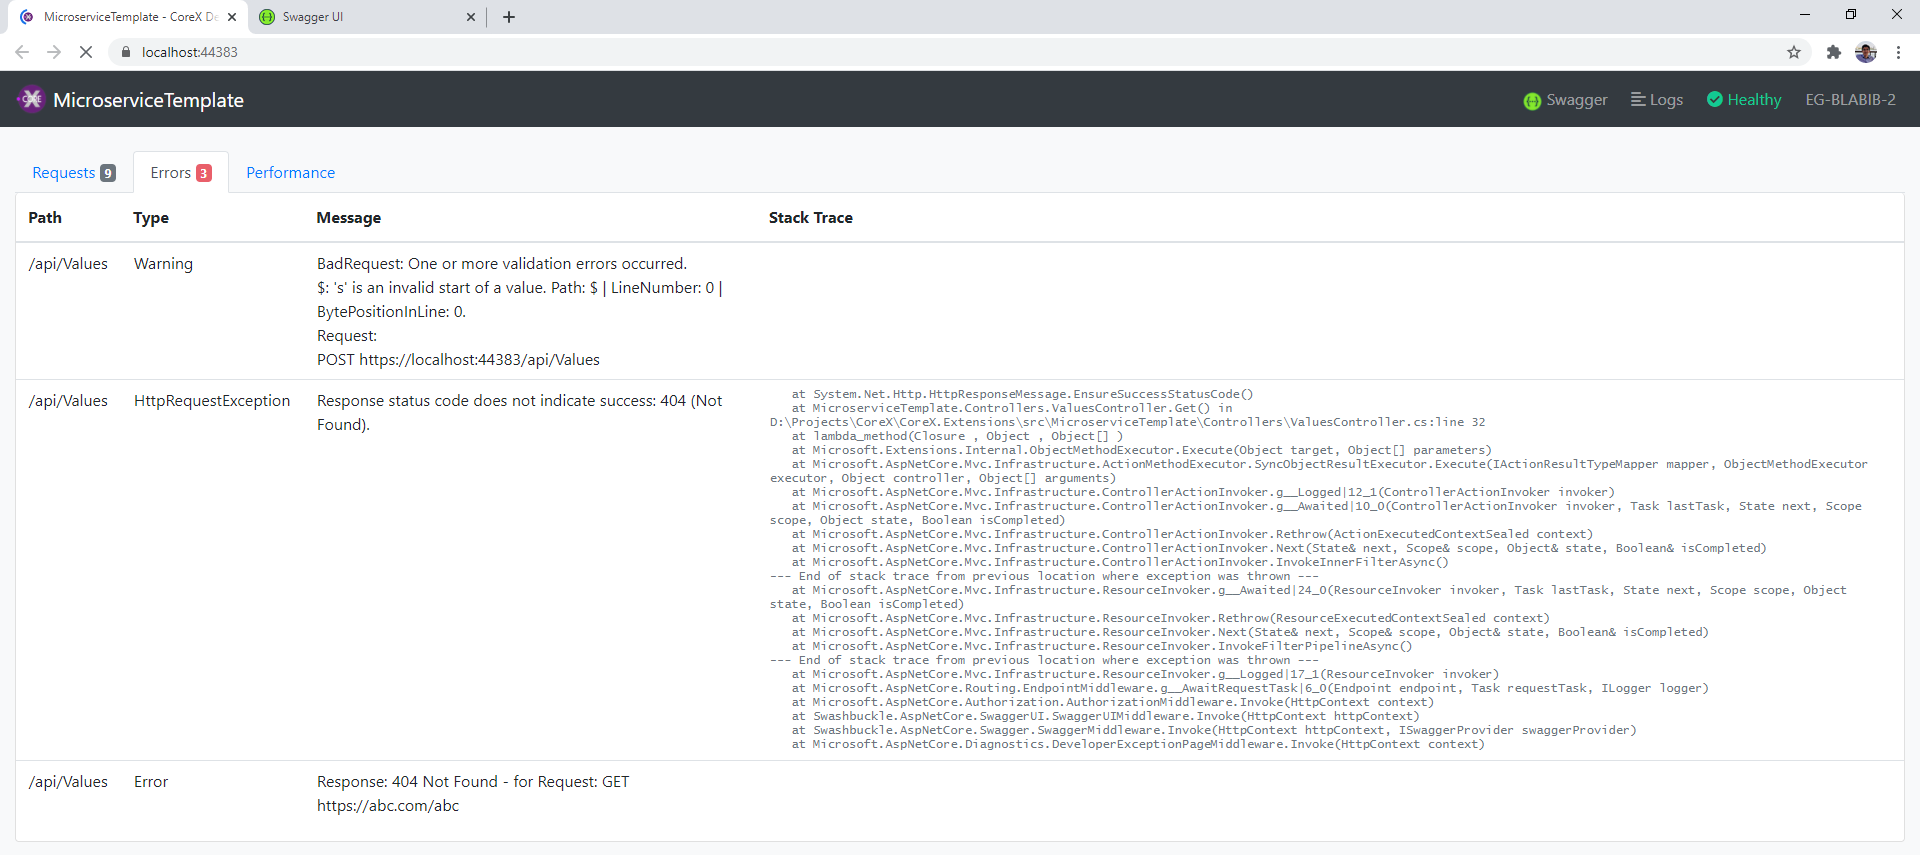 MicroserviceTemplate - CoreX De
Swagger UI
localhost:44383
CORE X MicroserviceTemplate
Swagger Logs Healthy EG-BLABIB-2
Requests 9 Errors 3 Performance
Path Type Message Stack Trace
/api/Values Warning BadRequest: One or more validation errors occurred.
$: 's' is an invalid start of a value. Path: $ | LineNumber: 0 |
BytePositionInLine: 0.
Request:
POST https://localhost:44383/api/Values
/api/Values HttpRequestException Response status code does not indicate success: 404 (Not
Found).
at System.Net.Http.HttpResponseMessage.EnsureSuccessStatusCode()
at MicroserviceTemplate.Controllers.ValuesController.Get() in
D:\Projects\CoreX\CoreX.Extensions\src\MicroserviceTemplate\Controllers\ValuesController.cs:line 32
at lambda_method(Closure , Object , Object[] )
at Microsoft.Extensions.Internal.ObjectMethodExecutor.Execute(Object target, Object[] parameters)
at Microsoft.AspNetCore.Mvc.Infrastructure.ActionMethodExecutor.SyncObjectResultExecutor.Execute(IActionResultTypeMapper mapper, ObjectMethodExecutor
executor, Object controller, Object[] arguments)
at Microsoft.AspNetCore.Mvc.Infrastructure.ControllerActionInvoker.g__Logged|12_1(ControllerActionInvoker invoker)
at Microsoft.AspNetCore.Mvc.Infrastructure.ControllerActionInvoker.g__Awaited|10_0(ControllerActionInvoker invoker, Task lastTask, State next, Scope
scope, Object state, Boolean isCompleted)
at Microsoft.AspNetCore.Mvc.Infrastructure.ControllerActionInvoker.Rethrow(ActionExecutedContextSealed context)
at Microsoft.AspNetCore.Mvc.Infrastructure.ControllerActionInvoker.Next(State& next, Scope& scope, Object& state, Boolean& isCompleted)
at Microsoft.AspNetCore.Mvc.Infrastructure.ControllerActionInvoker.InvokeInnerFilterAsync()
--- End of stack trace from previous location where exception was thrown ---
at Microsoft.AspNetCore.Mvc.Infrastructure.ResourceInvoker.g__Awaited|24_0(ResourceInvoker invoker, Task lastTask, State next, Scope scope, Object
state, Boolean isCompleted)
at Microsoft.AspNetCore.Mvc.Infrastructure.ResourceInvoker.Rethrow(ResourceExecutedContextSealed context)
at Microsoft.AspNetCore.Mvc.Infrastructure.ResourceInvoker.Next(State& next, Scope& scope, Object& state, Boolean& isCompleted)
at Microsoft.AspNetCore.Mvc.Infrastructure.ResourceInvoker.InvokeFilterPipelineAsync()
--- End of stack trace from previous location where exception was thrown ---
at Microsoft.AspNetCore.Mvc.Infrastructure.ResourceInvoker.g__Logged|17_1(ResourceInvoker invoker)
at Microsoft.AspNetCore.Routing.EndpointMiddleware.g__AwaitRequestTask|6_0(Endpoint endpoint, Task requestTask, ILogger logger)
at Microsoft.AspNetCore.Authorization.AuthorizationMiddleware.Invoke(HttpContext context)
at Swashbuckle.AspNetCore.SwaggerUI.SwaggerUIMiddleware.Invoke(HttpContext httpContext)
at Swashbuckle.AspNetCore.Swagger.SwaggerMiddleware.Invoke(HttpContext httpContext, ISwaggerProvider swaggerProvider)
at Microsoft.AspNetCore.Diagnostics.DeveloperExceptionPageMiddleware.Invoke(HttpContext context)
/api/Values Error Response: 404 Not Found - for Request: GET
https://abc.com/abc